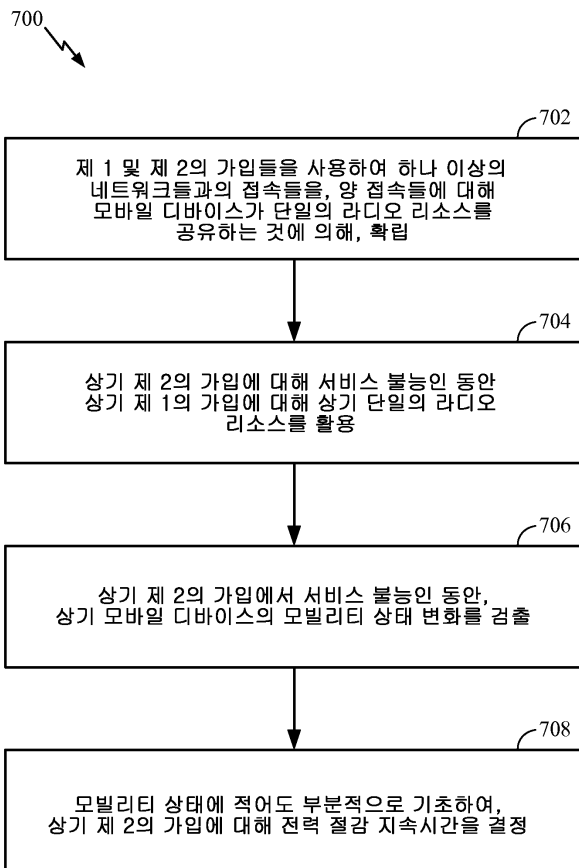 700
702
제 1 및 제 2의 가입들을 사용하여 하나 이상의
네트워크들과의 접속들을, 양 접속들에 대해
모바일 디바이스가 단일의 라디오 리소스를
공유하는 것에 의해, 확립
704
상기 제 2의 가입에 대해 서비스 불능인 동안
상기 제 1의 가입에 대해 상기 단일의 라디오
리소스를 활용
706
상기 제 2의 가입에서 서비스 불능인 동안,
상기 모바일 디바이스의 모빌리티 상태 변화를 검출
708
모빌리티 상태에 적어도 부분적으로 기초하여,
상기 제 2의 가입에 대해 전력 절감 지속시간을 결정